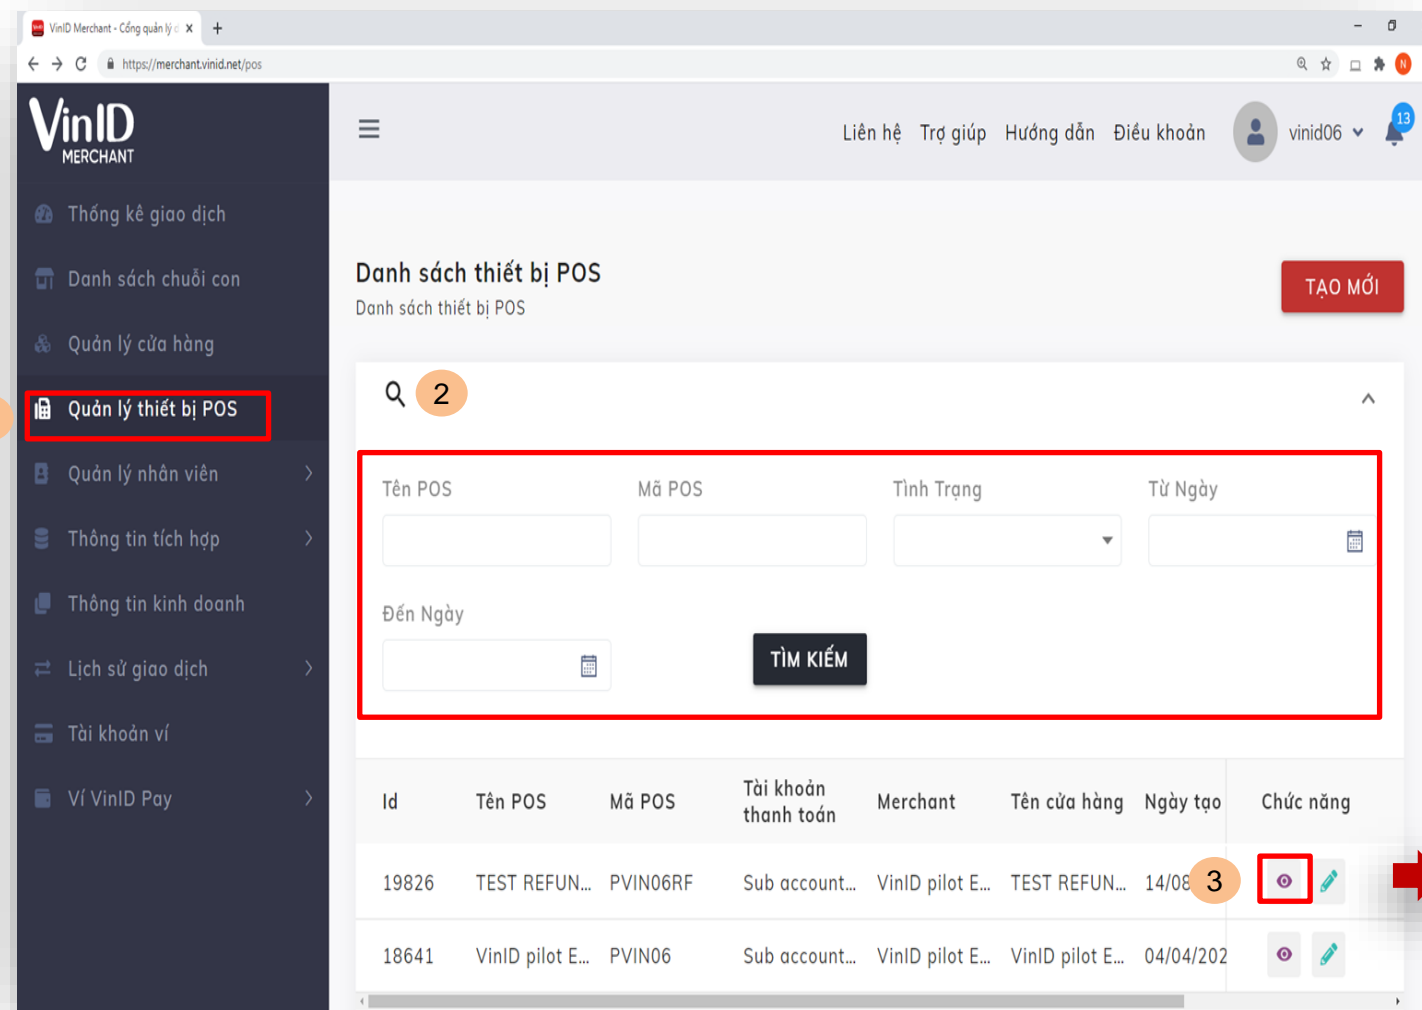 VinID Merchant - Cổng quản lý
https://merchant.vinid.net/pos
N
VinID
MERCHANT
Liên hệ Trợ giúp Hướng dẫn Điều khoản
vinid06
13
Thống kê giao dịch
Danh sách chuỗi con
Quản lý cửa hàng
Quản lý thiết bị POS
Quản lý nhân viên
Thông tin tích hợp
Thông tin kinh doanh
Lịch sử giao dịch
Tài khoản ví
Ví VinID Pay
Danh sách thiết bị POS
Danh sách thiết bị POS
TẠO MỚI
2
Tên POS Mã POS Tình Trạng Từ Ngày
Đến Ngày
TÌM KIẾM
Id Tên POS Mã POS Tài khoản thanh toán Merchant Tên cửa hàng Ngày tạo Chức năng
19826 TEST REFUN... PVIN06RF Sub account... VinID pilot E... TEST REFUN... 14/08 3
18641 VinID pilot E... PVIN06 Sub account... VinID pilot E... VinID pilot E... 04/04/202